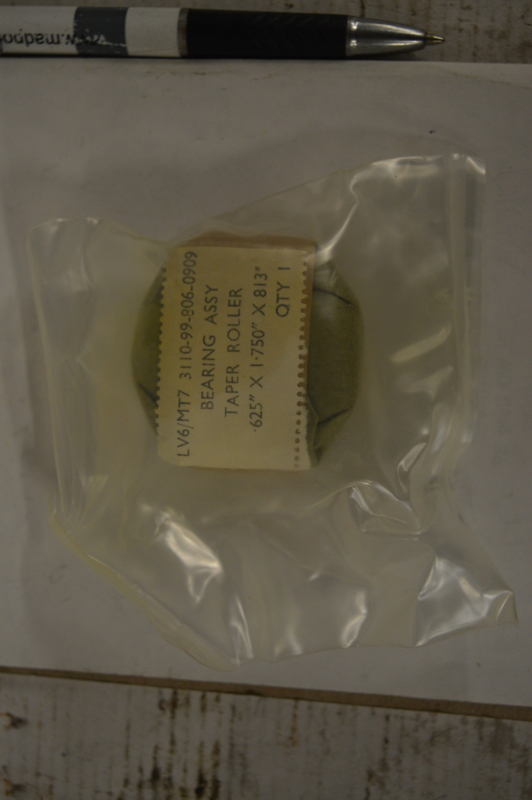 LV6/MT7 3110-99-806-0909
BEARING ASSY
TAPER ROLLER
·625" X 1·750" X 813"
QTY 1